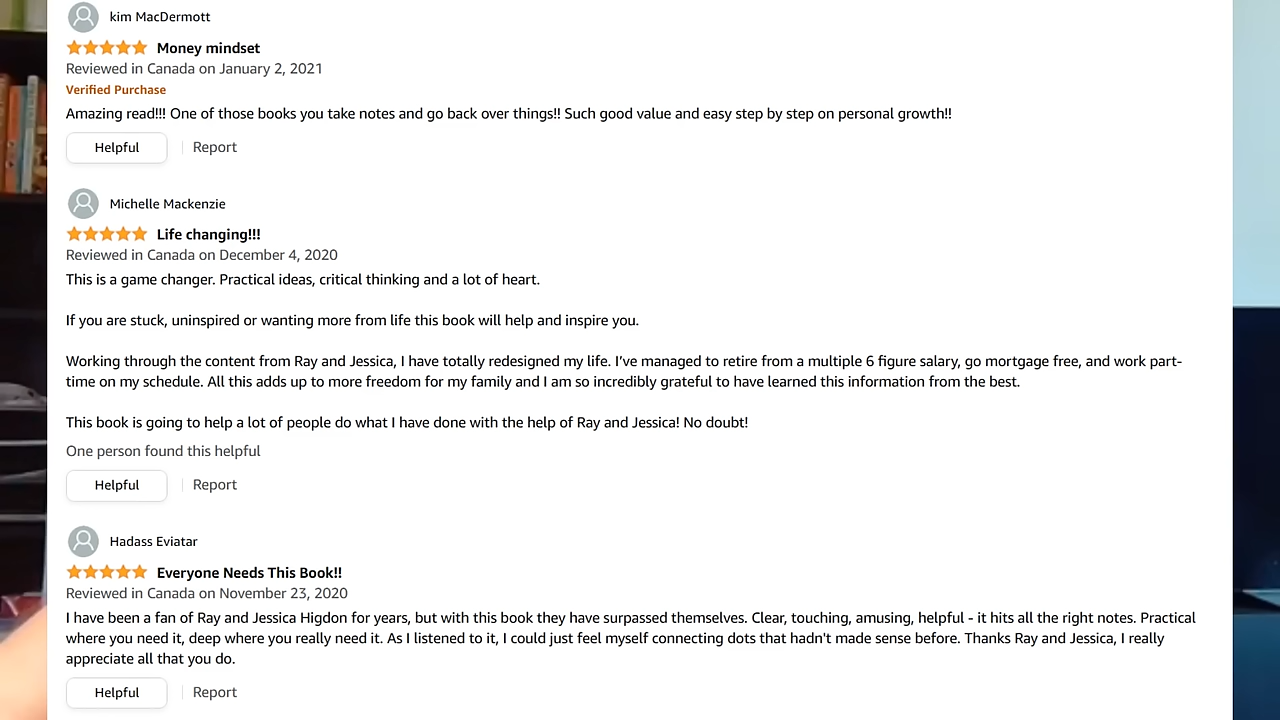 kim MacDermott
Money mindset
Reviewed in Canada on January 2, 2021
Verified Purchase
Amazing read!!! One of those books you take notes and go back over things!! Such good value and easy step by step on personal growth!!
Helpful
Report
Michelle Mackenzie
Life changing!!!
Reviewed in Canada on December 4, 2020
This is a game changer. Practical ideas, critical thinking and a lot of heart.
If you are stuck, uninspired or wanting more from life this book will help and inspire you.
Working through the content from Ray and Jessica, I have totally redesigned my life. I’ve managed to retire from a multiple 6 figure salary, go mortgage free, and work part-
time on my schedule. All this adds up to more freedom for my family and I am so incredibly grateful to have learned this information from the best.
This book is going to help a lot of people do what I have done with the help of Ray and Jessica! No doubt!
One person found this helpful
Helpful
Report
Hadass Eviatar
Everyone Needs This Book!!
Reviewed in Canada on November 23, 2020
I have been a fan of Ray and Jessica Higdon for years, but with this book they have surpassed themselves. Clear, touching, amusing, helpful - it hits all the right notes. Practical
where you need it, deep where you really need it. As I listened to it, I could just feel myself connecting dots that hadn't made sense before. Thanks Ray and Jessica, I really
appreciate all that you do.
Helpful
Report